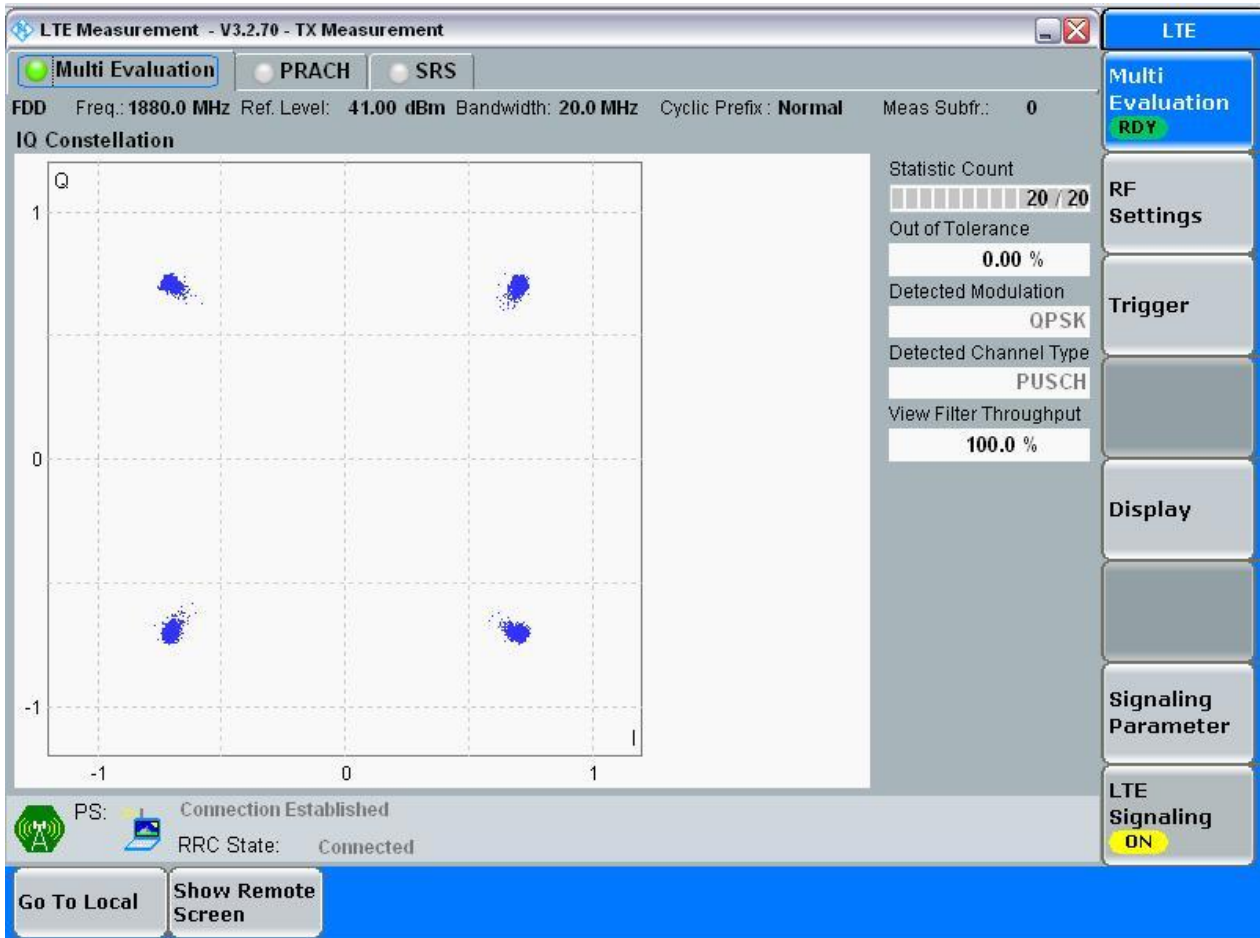 LTE Measurement - V3.2.70 - TX Measurement
LTE
Multi Evaluation PRACH SRS
FDD Freq.: 1880.0 MHz Ref. Level: 41.00 dBm Bandwidth: 20.0 MHz Cyclic Prefix : Normal Meas Subfr.: 0
IQ Constellation
Q
1
0
-1
I
-1 0 1
Statistic Count
20 / 20
Out of Tolerance
0.00 %
Detected Modulation
QPSK
Detected Channel Type
PUSCH
View Filter Throughput
100.0 %
Multi
Evaluation
RDY
RF
Settings
Trigger
Display
Signaling
Parameter
LTE
Signaling
ON
PS: Connection Established
RRC State: Connected
Go To Local
Show Remote
Screen